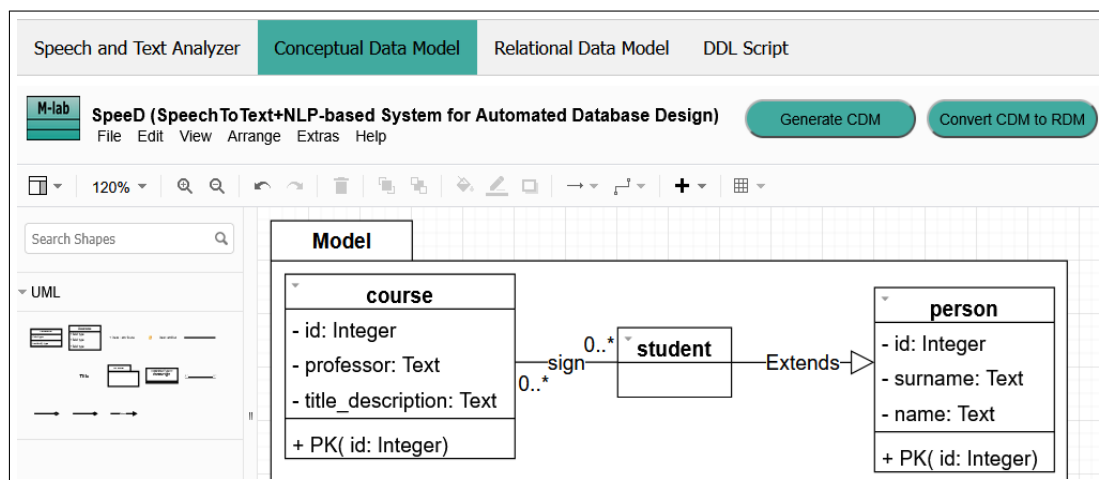 Speech and Text Analyzer Conceptual Data Model Relational Data Model DDL Script
M-lab
SpeeD (SpeechToText+NLP-based System for Automated Database Design)
Generate CDM
Convert CDM to RDM
File Edit View Arrange Extras Help
120%
Search Shapes
UML
Title
Model
course
- id: Integer
- professor: Text
- title_description: Text
+ PK( id: Integer)
0..*
sign
0..*
student
Extends
person
- id: Integer
- surname: Text
- name: Text
+ PK( id: Integer)